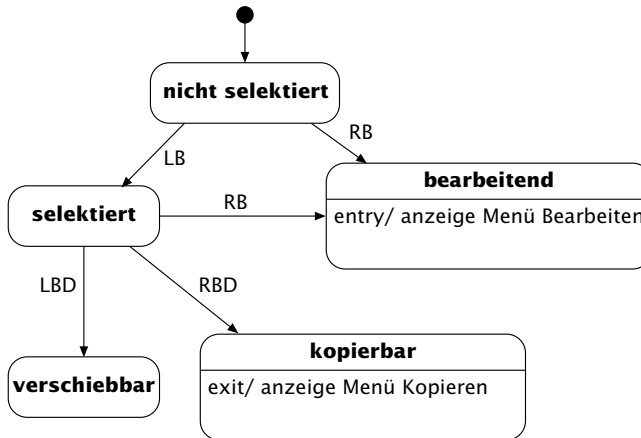 nicht selektiert
RB
LB
bearbeitend
entry/ anzeige Menü Bearbeiten
selektiert
RB
LBD
RBD
kopierbar
verschiebbar
exit/ anzeige Menü Kopieren